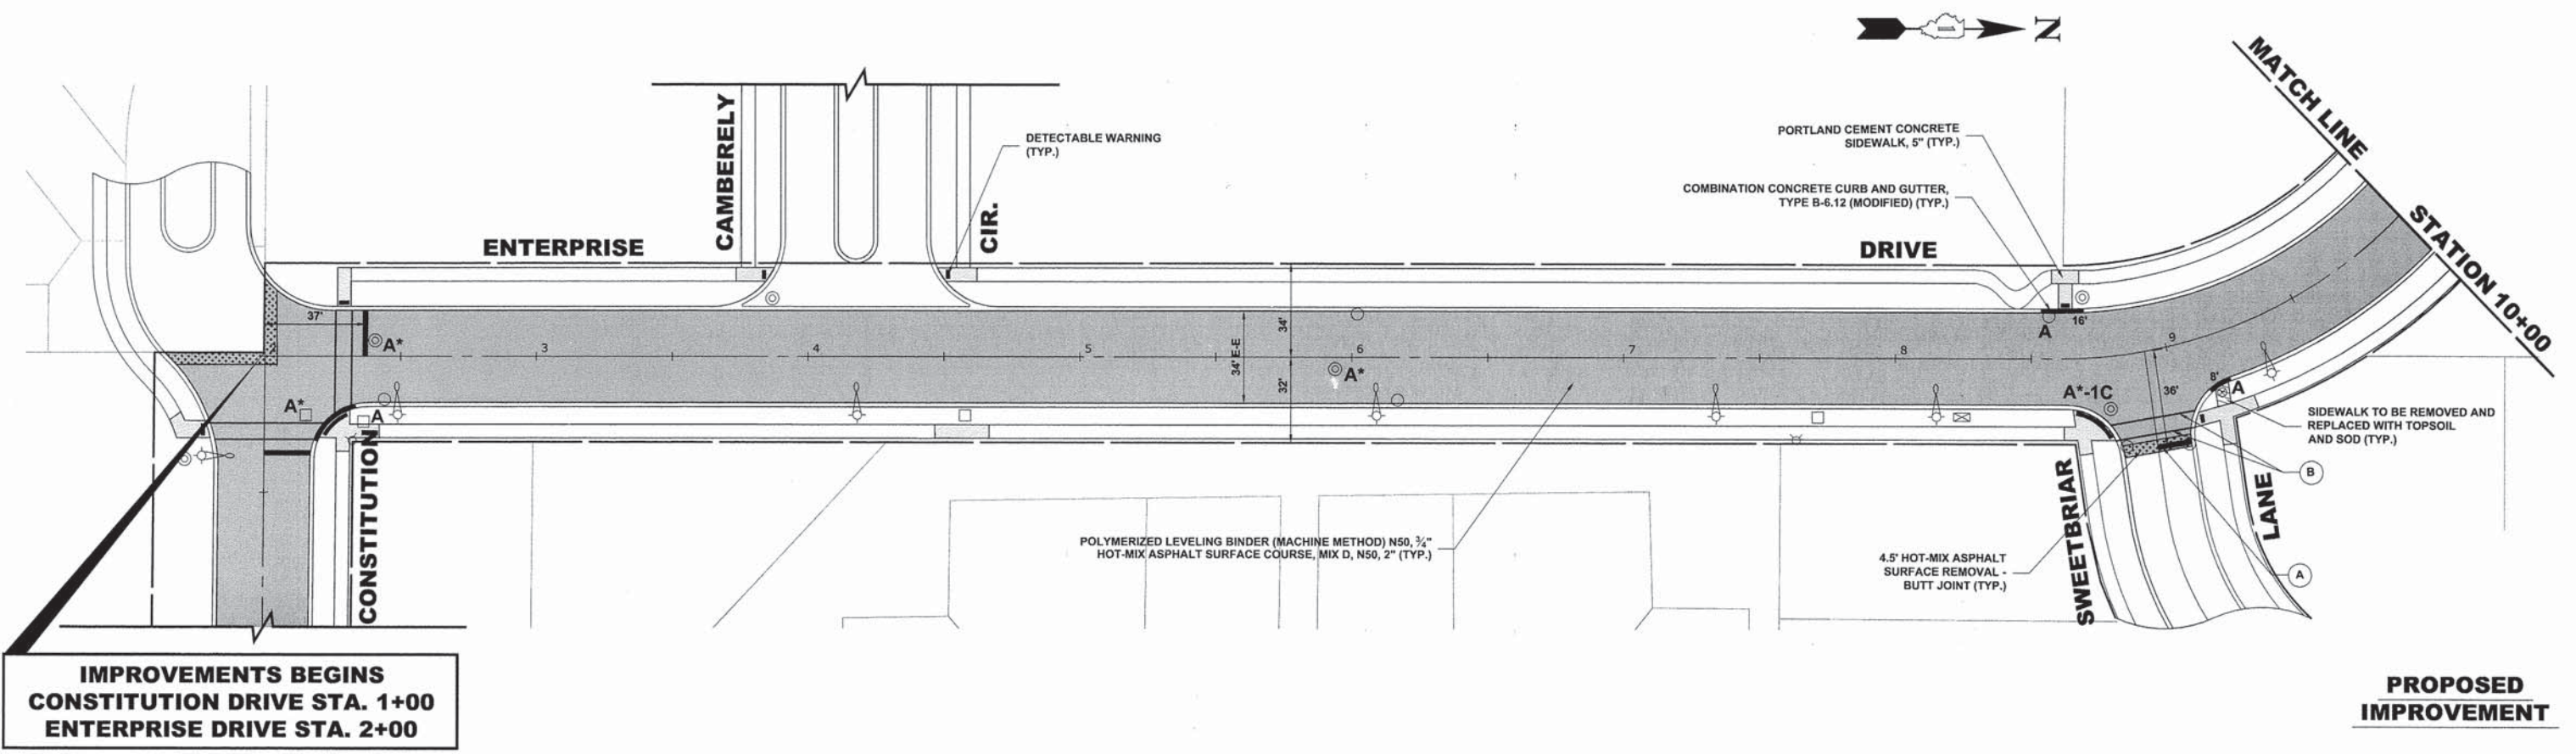 N
MATCH LINE
STATION 10+00
CAMBERELY
CIR.
DETECTABLE WARNING
(TYP.)
PORTLAND CEMENT CONCRETE
SIDEWALK, 5" (TYP.)
COMBINATION CONCRETE CURB AND GUTTER,
TYPE B-6.12 (MODIFIED) (TYP.)
ENTERPRISE
DRIVE
37'
A*
3
4
5
34' E-E
34'
32'
6
A*
7
8
A
16'
9
A*
A
A*-1C
36'
8'
A
SIDEWALK TO BE REMOVED AND
REPLACED WITH TOPSOIL
AND SOD (TYP.)
B
CONSTITUTION
SWEETBRIAR
LANE
POLYMERIZED LEVELING BINDER (MACHINE METHOD) N50, ¾"
HOT-MIX ASPHALT SURFACE COURSE, MIX D, N50, 2" (TYP.)
4.5' HOT-MIX ASPHALT
SURFACE REMOVAL -
BUTT JOINT (TYP.)
A
IMPROVEMENTS BEGINS
CONSTITUTION DRIVE STA. 1+00
ENTERPRISE DRIVE STA. 2+00
PROPOSED
IMPROVEMENT